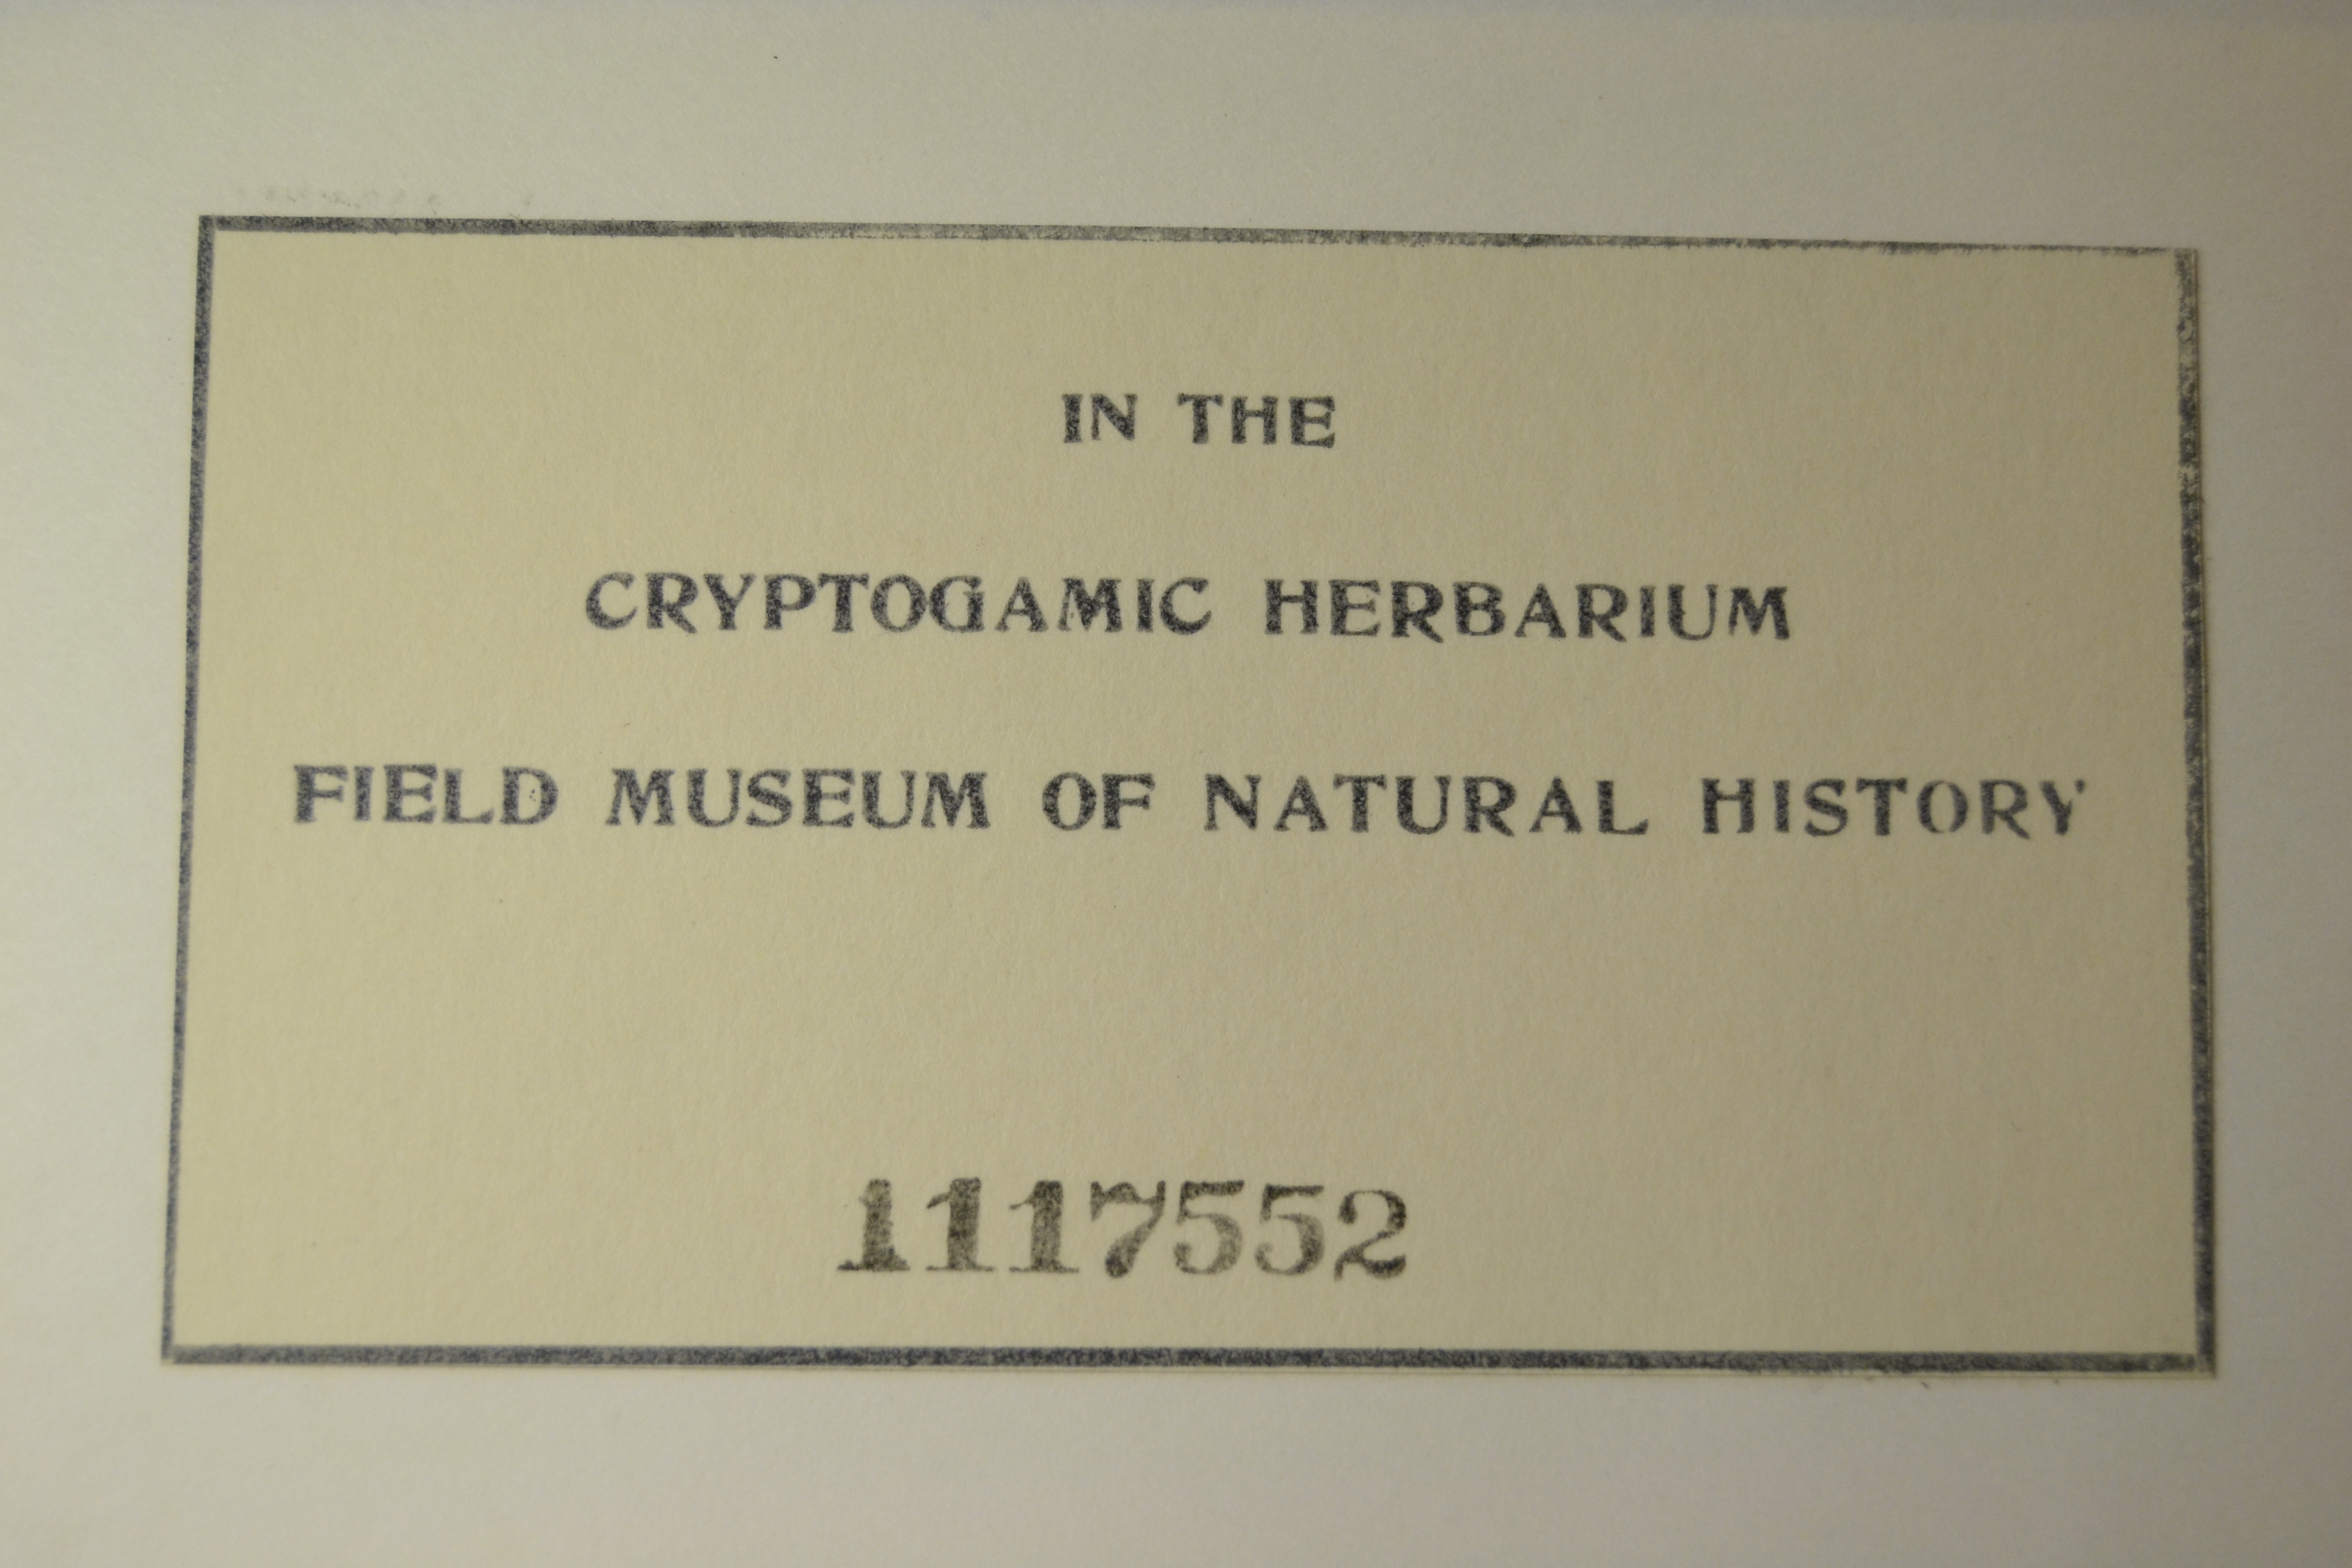 IN THE
CRYPTOGAMIC HERBARIUM
FIELD MUSEUM OF NATURAL HISTORY
1117552